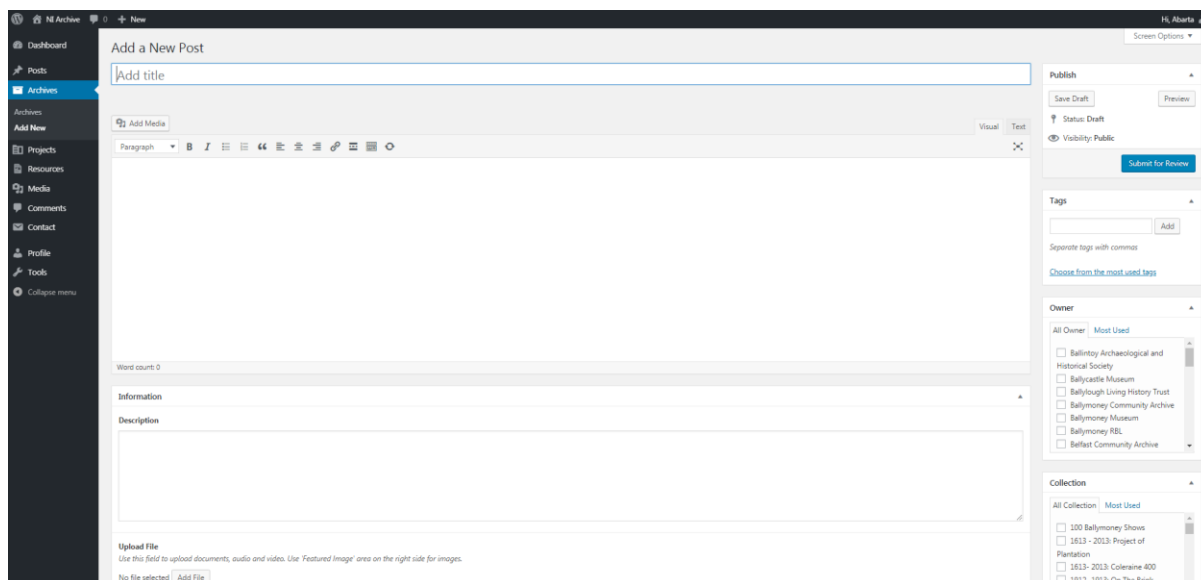 NI Archive 0 + New Hi, Abarta
Screen Options ▼
Dashboard
Posts
Archives
Archives
Add New
Projects
Resources
Media
Comments
Contact
Profile
Tools
Collapse menu
Add a New Post
Add title
Add Media
Visual Text
Paragraph ▼ B I
Word count: 0
Information
Description
Upload File
Use this field to upload documents, audio and video. Use 'Featured Image' area on the right side for images.
No file selected Add File
Publish
Save Draft Preview
Status: Draft
Visibility: Public
Submit for Review
Tags
Add
Separate tags with commas
Choose from the most used tags
Owner
All Owner Most Used
Ballintoy Archaeological and
Historical Society
Ballycastle Museum
Ballylough Living History Trust
Ballymoney Community Archive
Ballymoney Museum
Ballymoney RBL
Belfast Community Archive
Collection
All Collection Most Used
100 Ballymoney Shows
1613 - 2013: Project of
Plantation
1613- 2013: Coleraine 400
1912- 1913: On The Brink